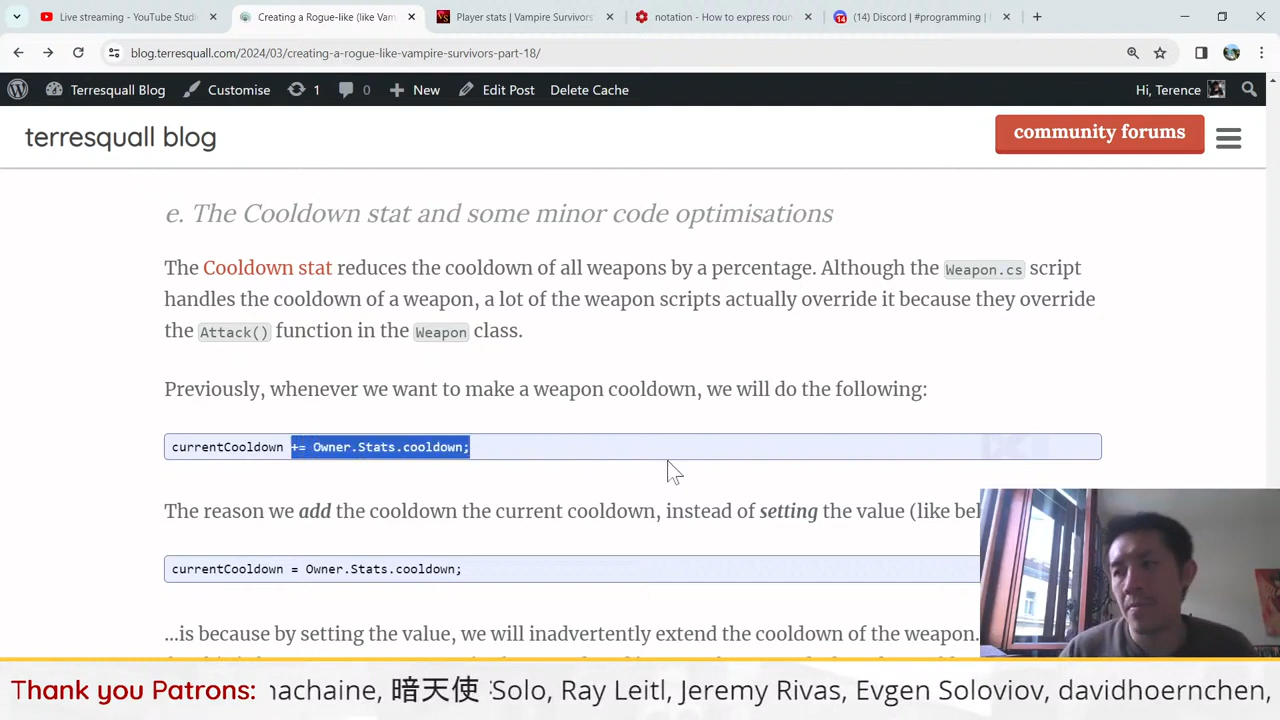 Live streaming - YouTube Studi
Creating a Rogue-like (like Vam
Player stats | Vampire Survivors
notation - How to express roun
(14) Discord | #programming |
blog.terresquall.com/2024/03/creating-a-rogue-like-vampire-survivors-part-18/
Terresquall Blog Customise 1 0 New Edit Post Delete Cache Hi, Terence
terresquall blog
community forums
e. The Cooldown stat and some minor code optimisations
The Cooldown stat reduces the cooldown of all weapons by a percentage. Although the Weapon.cs script
handles the cooldown of a weapon, a lot of the weapon scripts actually override it because they override
the Attack() function in the Weapon class.
Previously, whenever we want to make a weapon cooldown, we will do the following:
currentCooldown += Owner.Stats.cooldown;
The reason we add the cooldown the current cooldown, instead of setting the value (like bel
currentCooldown = Owner.Stats.cooldown;
...is because by setting the value, we will inadvertently extend the cooldown of the weapon.
Thank you Patrons: nachaine, 暗天使 Solo, Ray Leitl, Jeremy Rivas, Evgen Soloviov, davidhoernchen,